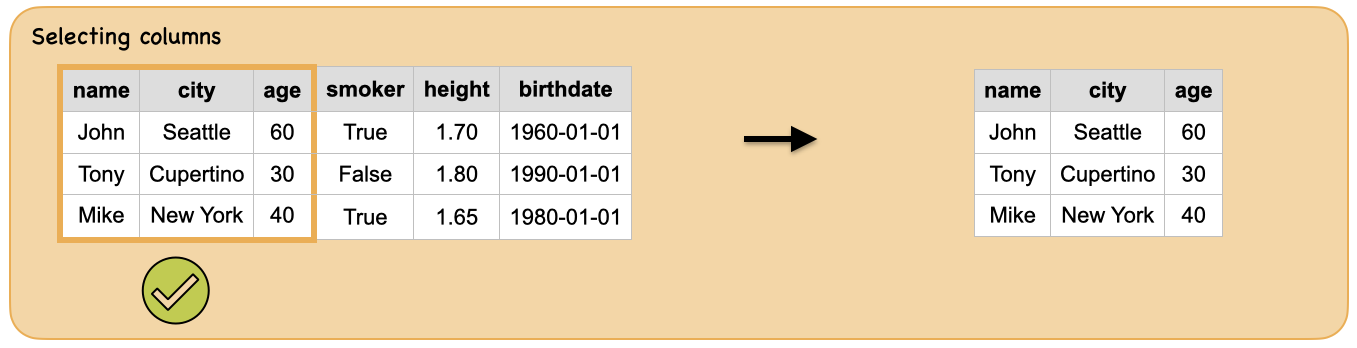 Selecting columns
name city age smoker height birthdate
John Seattle 60 True 1.70 1960-01-01
Tony Cupertino 30 False 1.80 1990-01-01
Mike New York 40 True 1.65 1980-01-01
name city age
John Seattle 60
Tony Cupertino 30
Mike New York 40